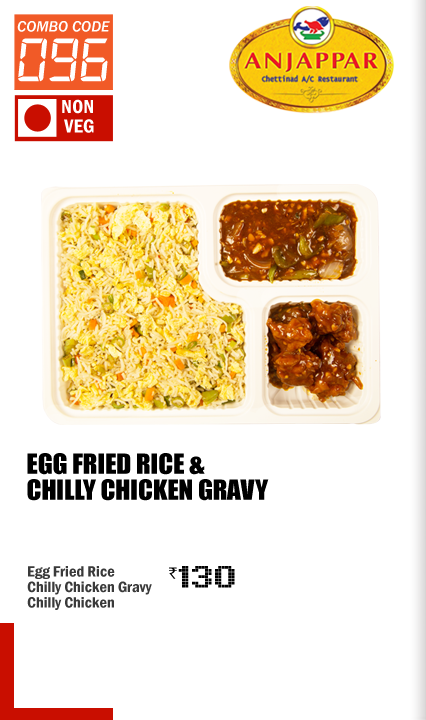 COMBO CODE
096
NON
VEG
ANJAPPAR
Chettinad A/C Restaurant
EGG FRIED RICE &
CHILLY CHICKEN GRAVY
Egg Fried Rice
Chilly Chicken Gravy
Chilly Chicken
₹130